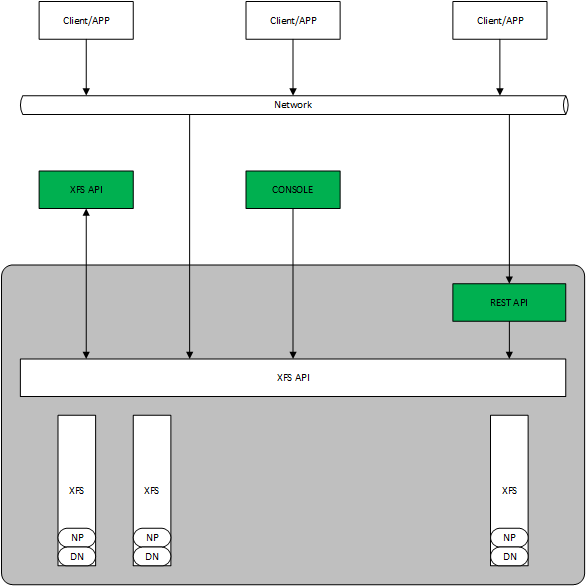 Client/APP
Client/APP
Client/APP
Network
XFS API
CONSOLE
REST API
XFS API
XFS
XFS
XFS
NP
NP
NP
DN
DN
DN